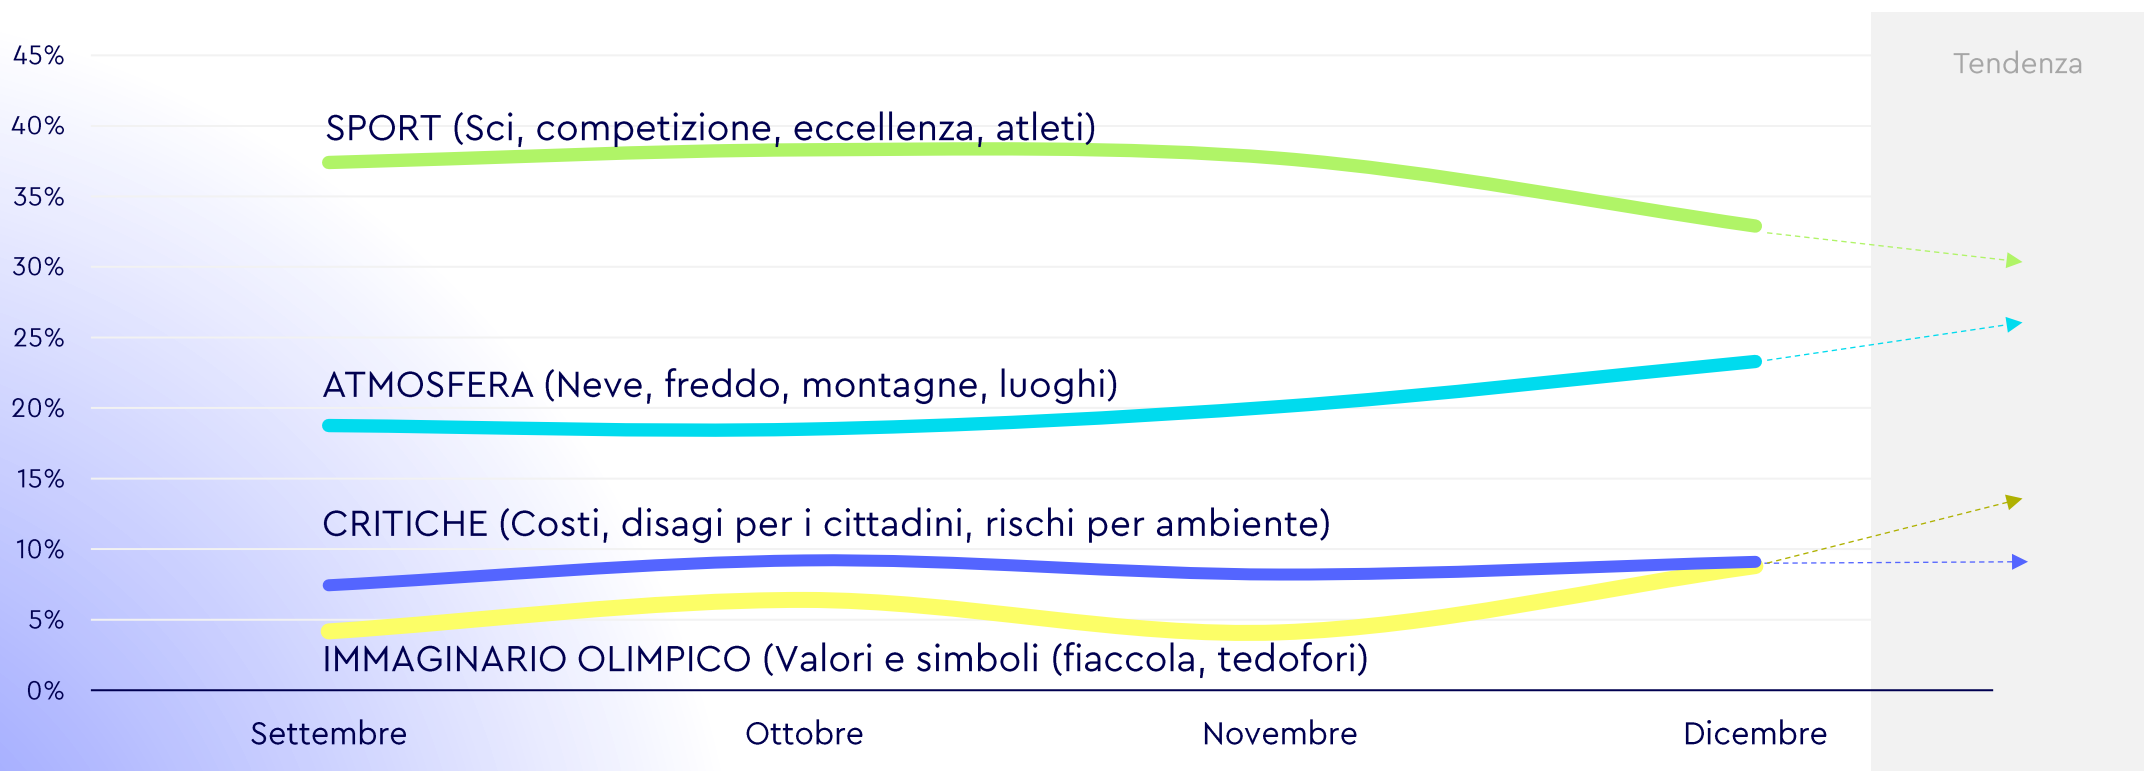 45%
Tendenza
40%
SPORT (Sci, competizione, eccellenza, atleti)
35%
30%
25%
ATMOSFERA (Neve, freddo, montagne, luoghi)
20%
15%
CRITICHE (Costi, disagi per i cittadini, rischi per ambiente)
10%
5%
IMMAGINARIO OLIMPICO (Valori e simboli (fiaccola, tedofori)
0%
Settembre Ottobre Novembre Dicembre